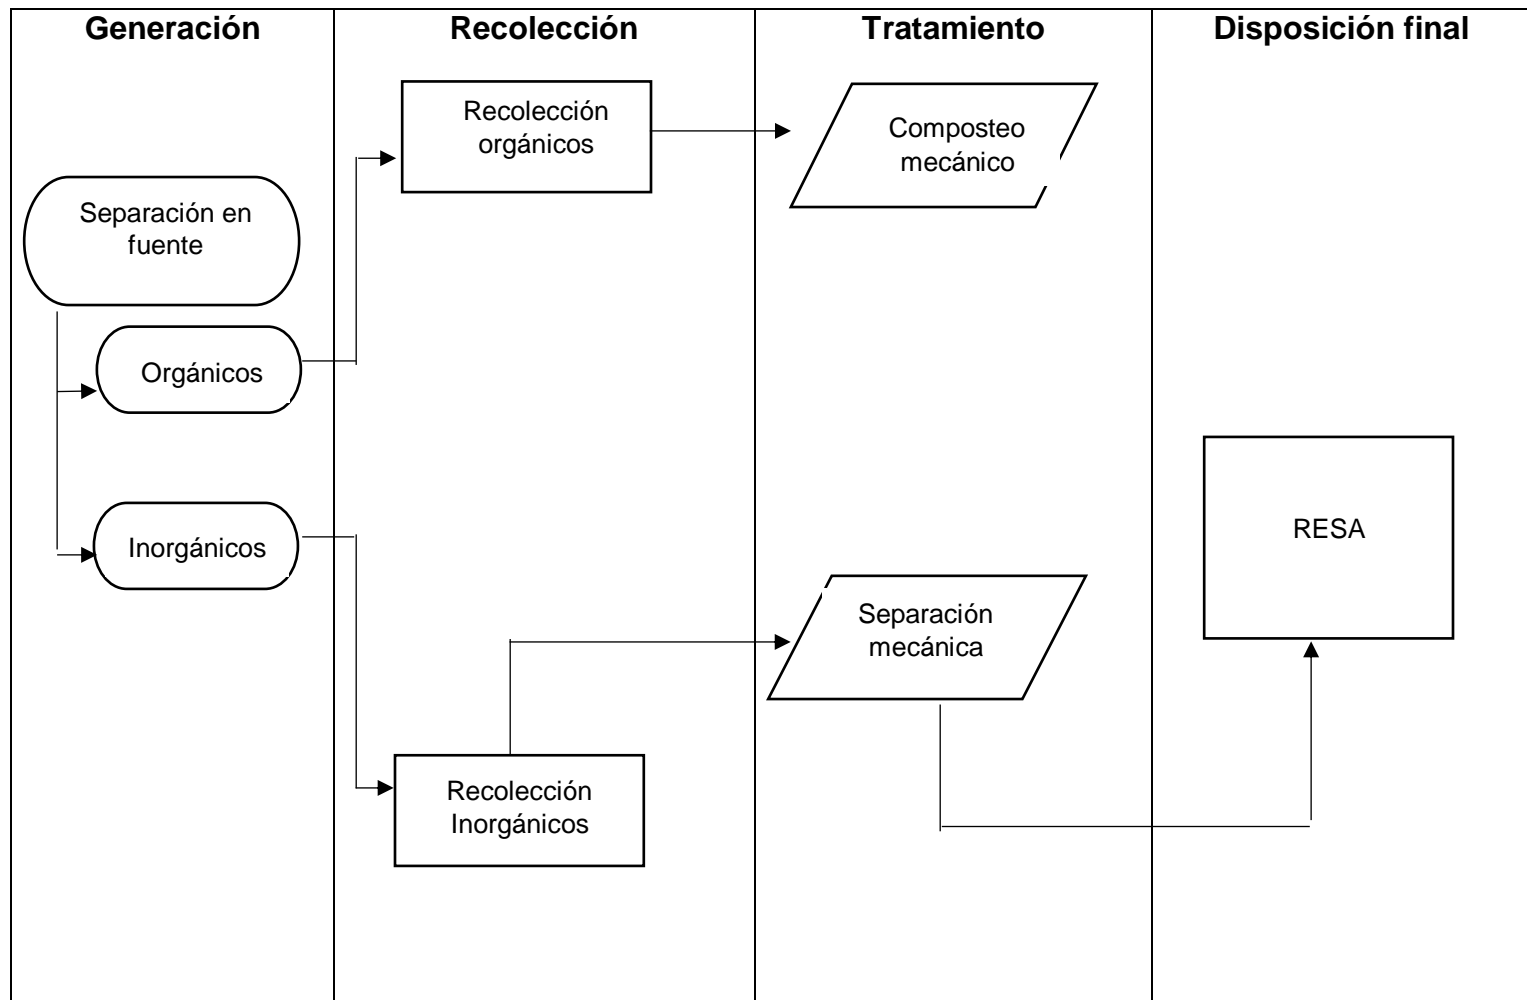 Generación
Recolección
Tratamiento
Disposición final
Separación en
fuente
Orgánicos
Inorgánicos
Recolección
orgánicos
Recolección
Inorgánicos
Composteo
mecánico
Separación
mecánica
RESA